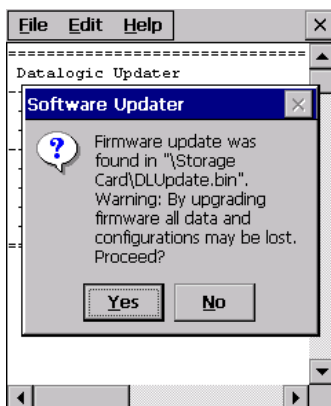 File Edit Help
Datalogic Updater
Software Updater
Firmware update was
found in "\Storage
Card\DLUpdate.bin".
Warning: By upgrading
firmware all data and
configurations may be lost.
Proceed?
Yes No